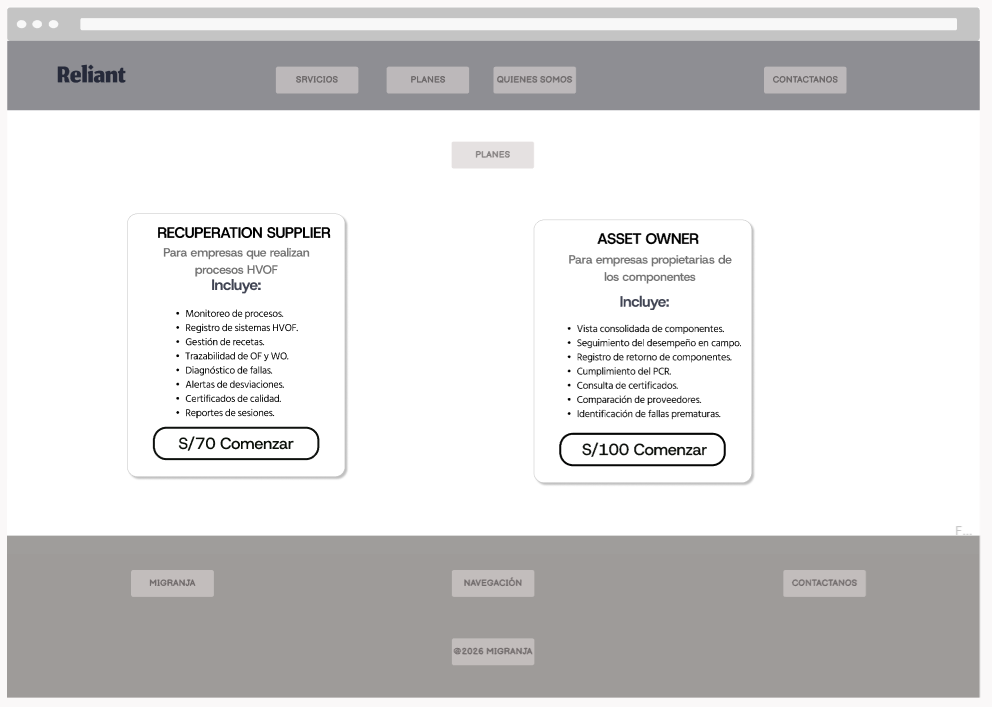 Reliant
SRVICIOS
PLANES
QUIENES SOMOS
CONTACTANOS
PLANES
RECUPERATION SUPPLIER
Para empresas que realizan
procesos HVOF
Incluye:
• Monitoreo de procesos.
• Registro de sistemas HVOF.
• Gestión de recetas.
• Trazabilidad de OF y WO.
• Diagnóstico de fallas.
• Alertas de desviaciones.
• Certificados de calidad.
• Reportes de sesiones.
S/70 Comenzar
ASSET OWNER
Para empresas propietarias de
los componentes
Incluye:
• Vista consolidada de componentes.
• Seguimiento del desempeño en campo.
• Registro de retorno de componentes.
• Cumplimiento del PCR.
• Consulta de certificados.
• Comparación de proveedores.
• Identificación de fallas prematuras.
S/100 Comenzar
F...
MIGRANJA
NAVEGACIÓN
CONTACTANOS
@2026 MIGRANJA